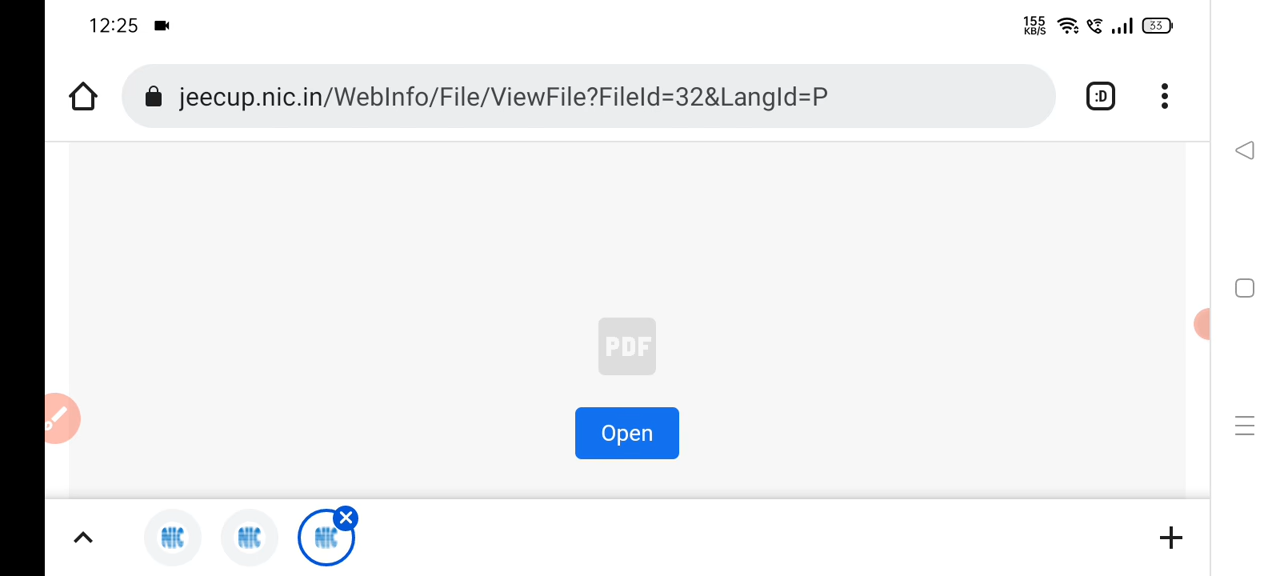 12:25
155
KB/S
33
jeecup.nic.in/WebInfo/File/ViewFile?FileId=32&LangId=P
:D
PDF
Open
NIC NIC NIC